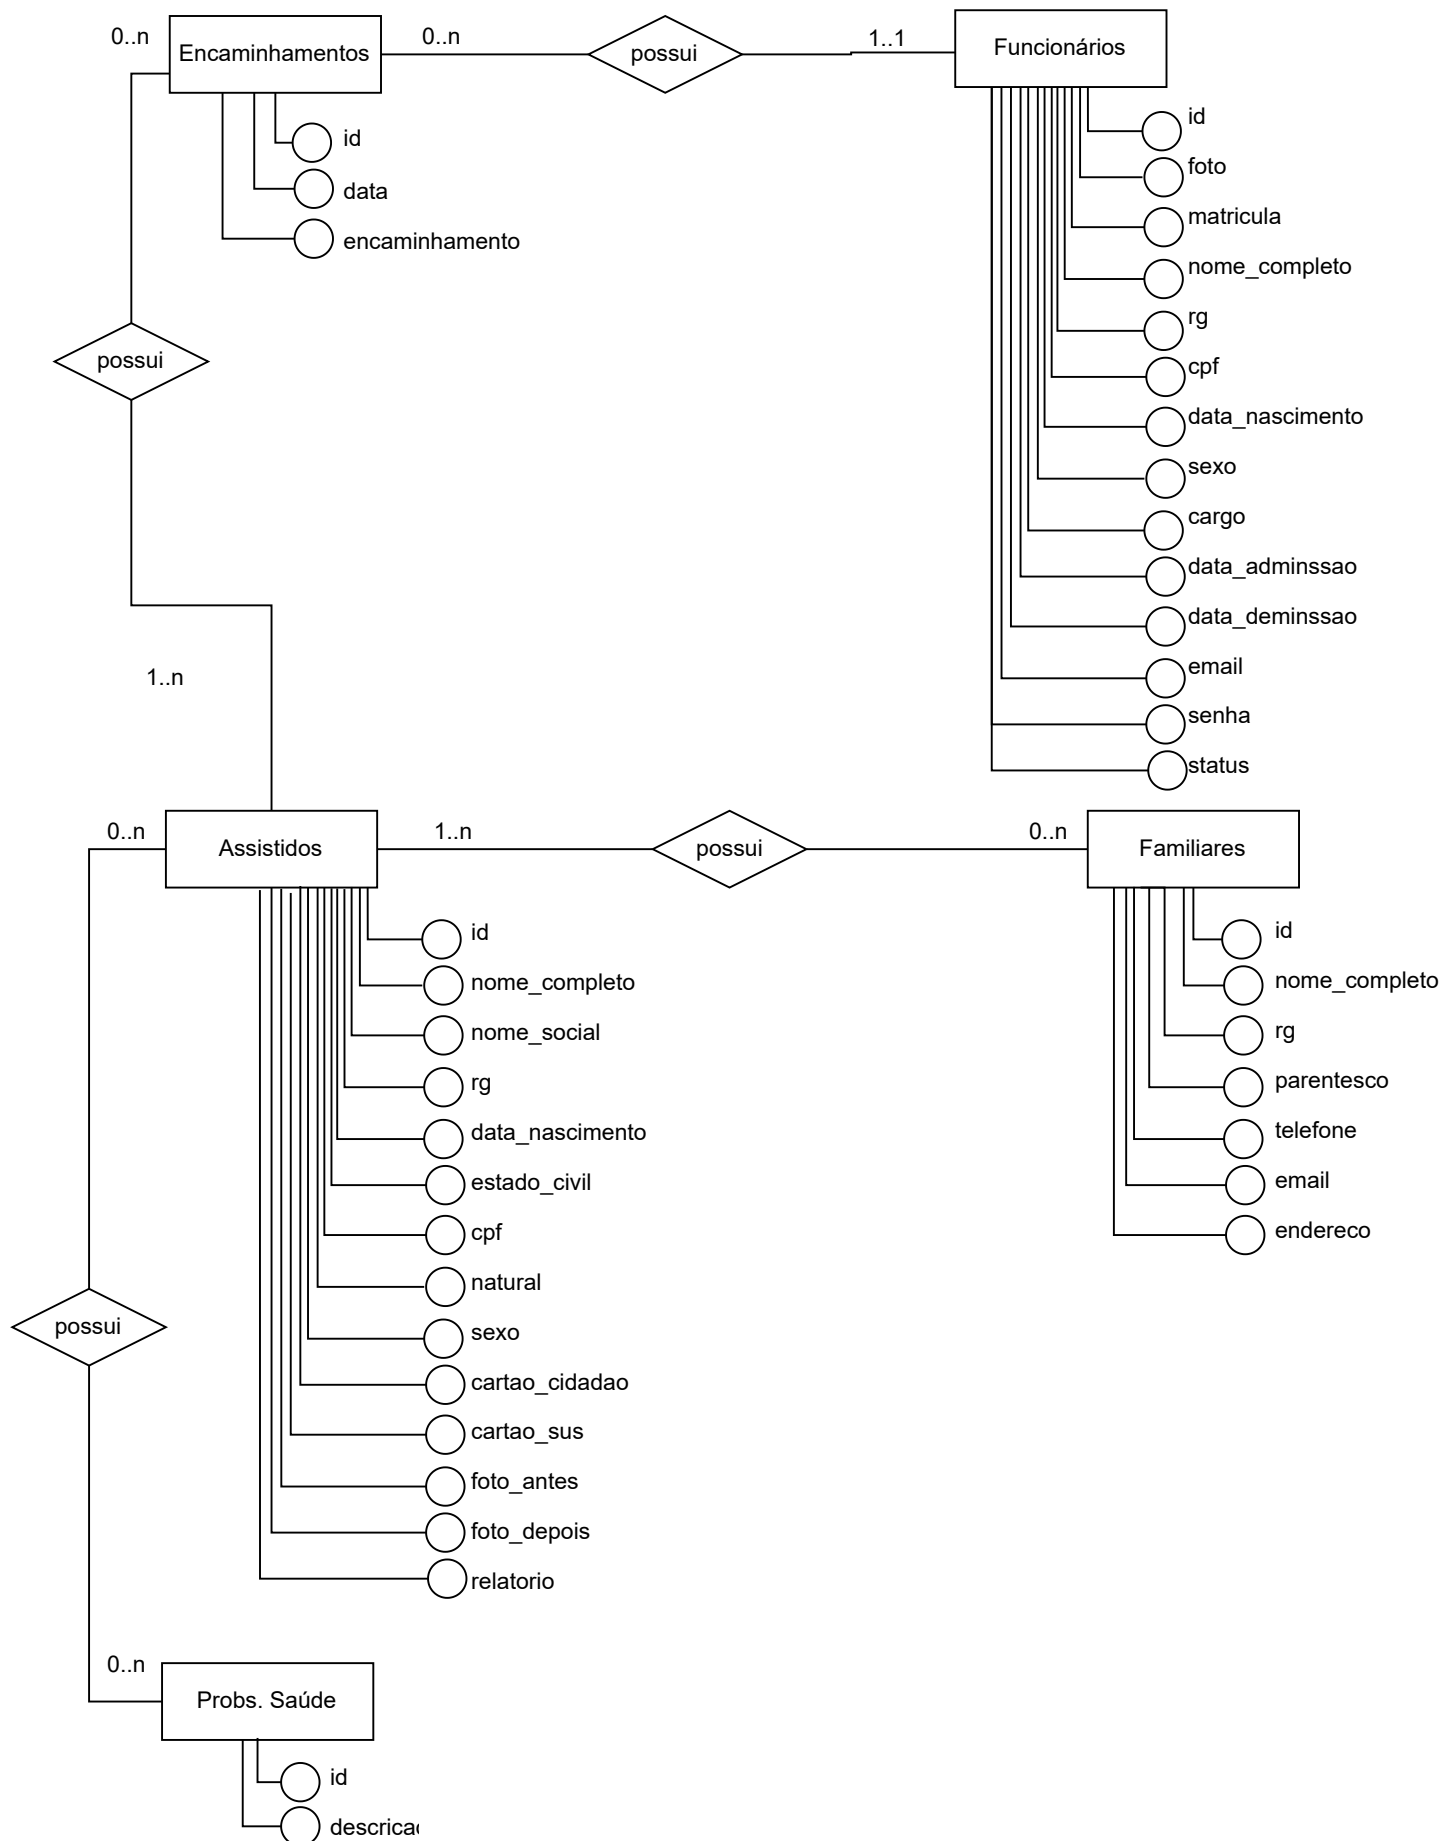 0..n
Encaminhamentos
0..n
possui
1..1
Funcionários
id
data
encaminhamento
id
foto
matricula
nome_completo
rg
cpf
data_nascimento
sexo
cargo
data_adminssao
data_deminssao
email
senha
status
possui
1..n
0..n
Assistidos
1..n
possui
0..n
Familiares
id
nome_completo
nome_social
rg
data_nascimento
estado_civil
cpf
natural
sexo
cartao_cidadao
cartao_sus
foto_antes
foto_depois
relatorio
id
nome_completo
rg
parentesco
telefone
email
endereco
possui
0..n
Probs. Saúde
id